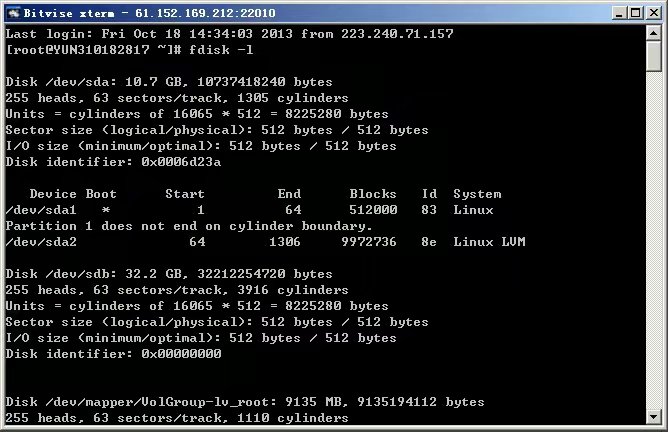 Bitvise xterm - 61.152.169.212:22010
Last login: Fri Oct 18 14:34:03 2013 from 223.240.71.157
[root@YUN310182817 ~]# fdisk -l
Disk /dev/sda: 10.7 GB, 10737418240 bytes
255 heads, 63 sectors/track, 1305 cylinders
Units = cylinders of 16065 * 512 = 8225280 bytes
Sector size (logical/physical): 512 bytes / 512 bytes
I/O size (minimum/optimal): 512 bytes / 512 bytes
Disk identifier: 0x0006d23a
   Device Boot      Start         End      Blocks   Id  System
/dev/sda1   *           1          64      512000   83  Linux
Partition 1 does not end on cylinder boundary.
/dev/sda2              64        1306     9972736   8e  Linux LVM
Disk /dev/sdb: 32.2 GB, 32212254720 bytes
255 heads, 63 sectors/track, 3916 cylinders
Units = cylinders of 16065 * 512 = 8225280 bytes
Sector size (logical/physical): 512 bytes / 512 bytes
I/O size (minimum/optimal): 512 bytes / 512 bytes
Disk identifier: 0x00000000
Disk /dev/mapper/VolGroup-lv_root: 9135 MB, 9135194112 bytes
255 heads, 63 sectors/track, 1110 cylinders